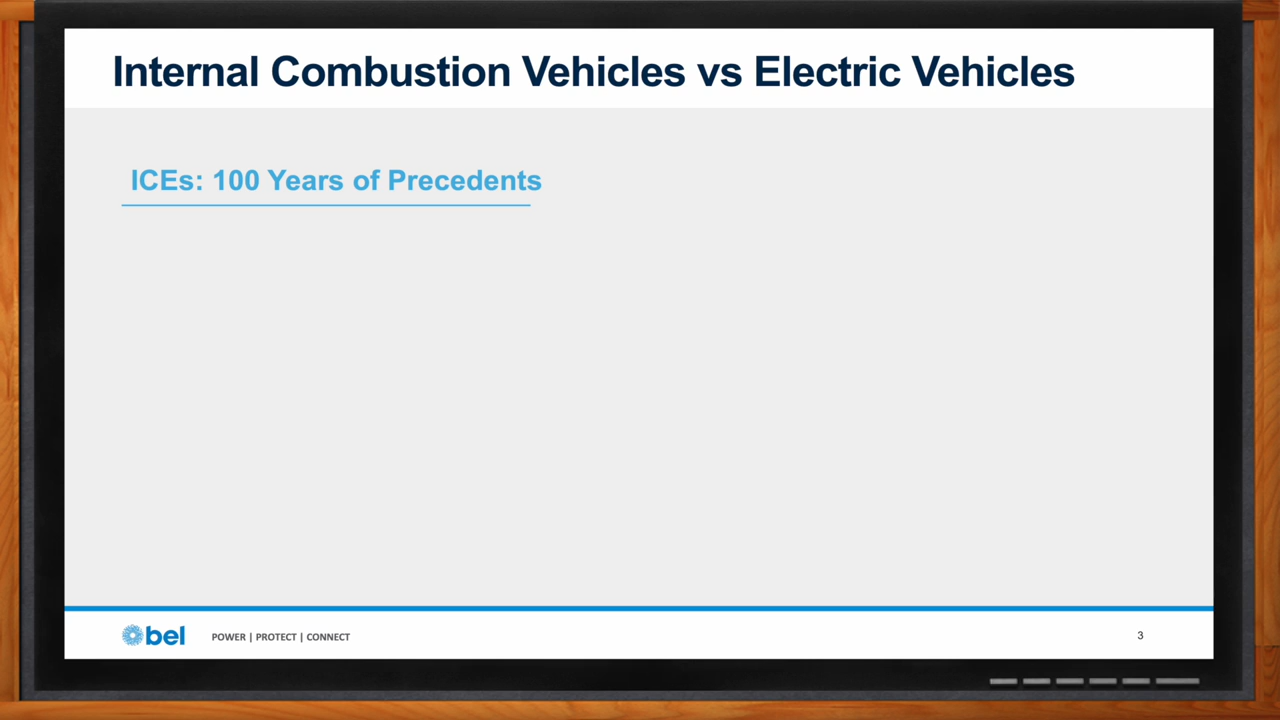 Internal Combustion Vehicles vs Electric Vehicles
ICEs: 100 Years of Precedents
bel POWER | PROTECT | CONNECT
3